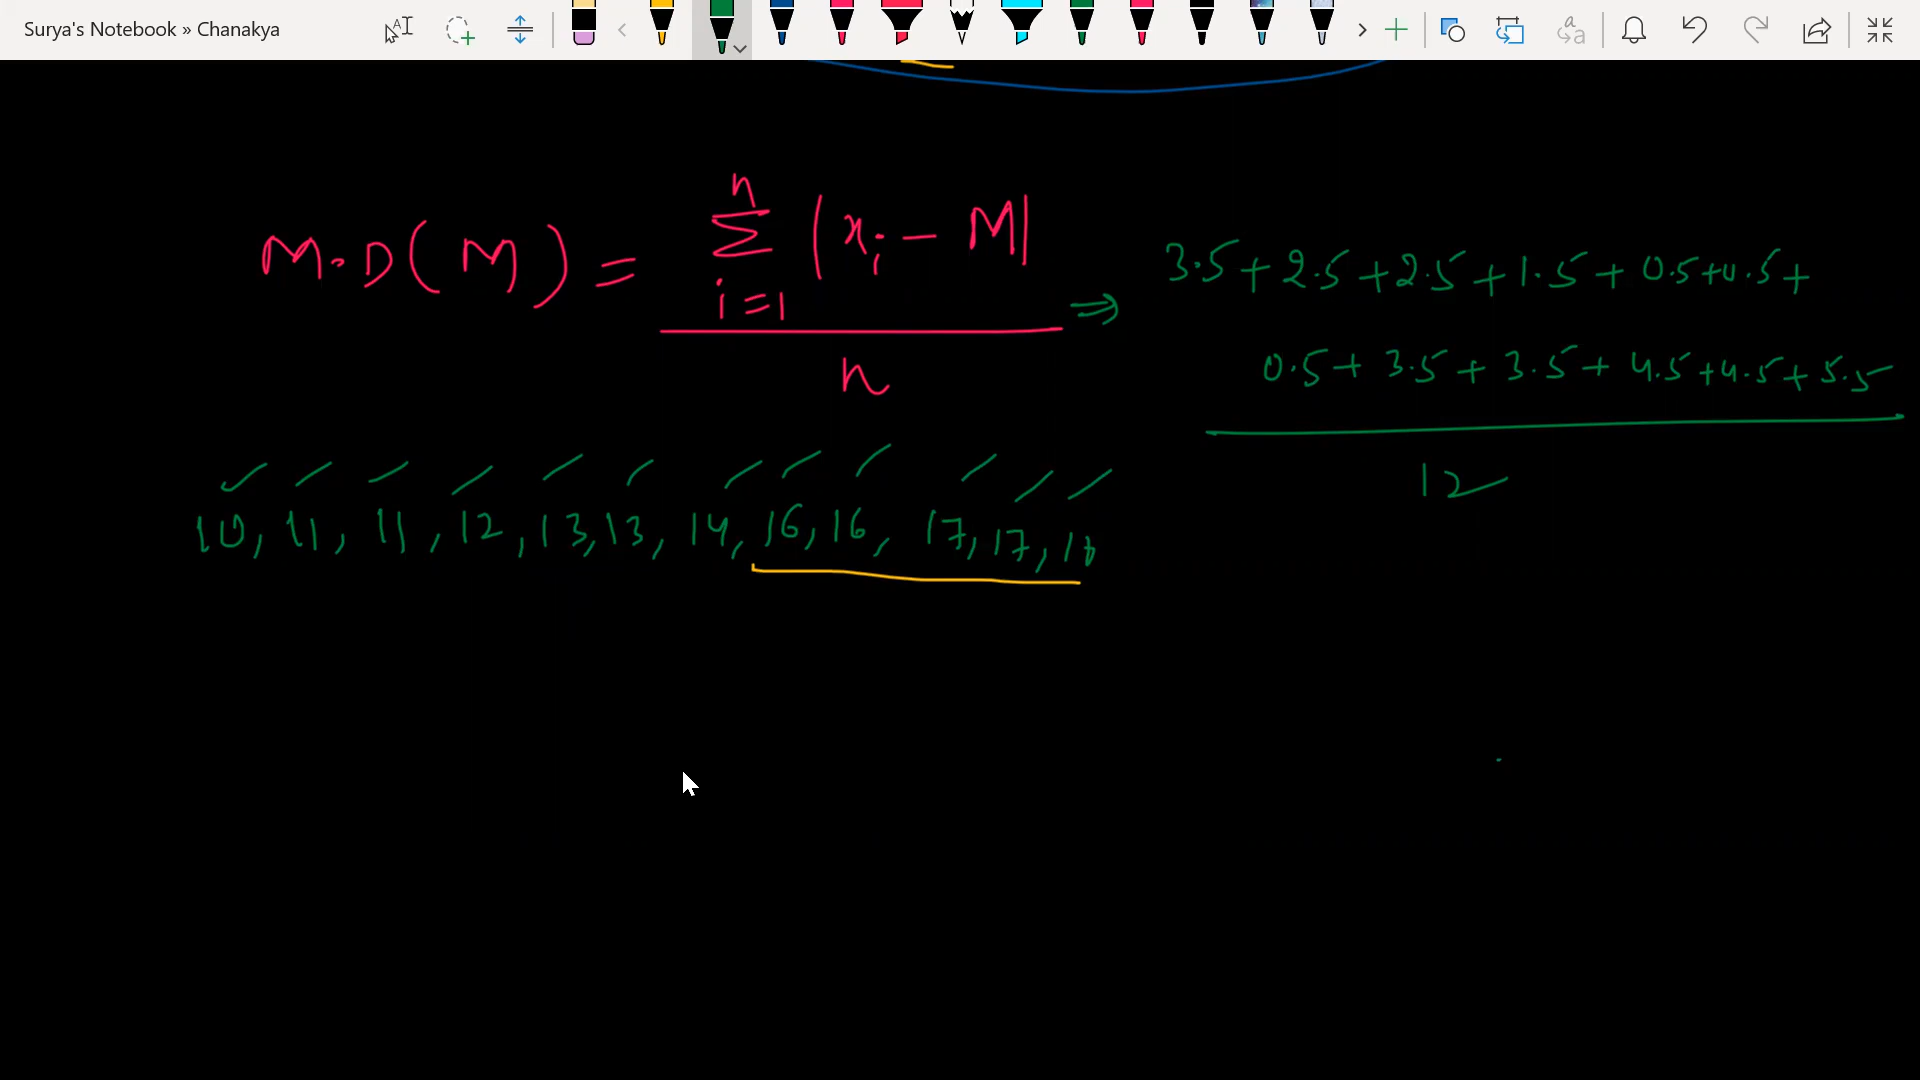 Surya's Notebook » Chanakya
M.D(M) = n ∑ i=1 |xi - M| / n ⇒ 3.5+2.5+2.5+1.5+0.5+0.5+
0.5+3.5+3.5+4.5+4.5+5.5
12
10, 11, 11, 12, 13, 13, 14, 16, 16, 17, 17, 18